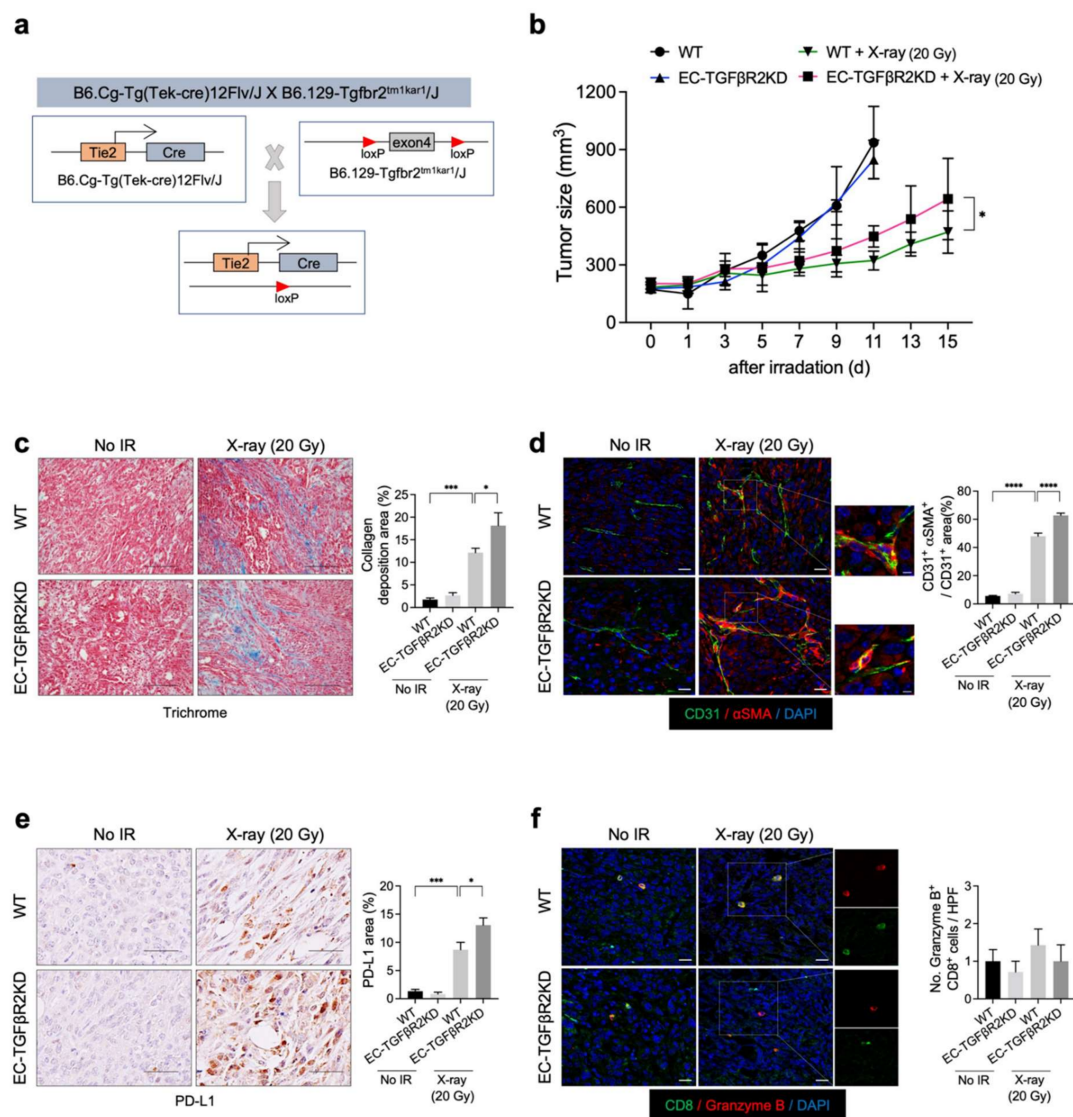 a
B6.Cg-Tg(Tek-cre)12Flv/J X B6.129-Tgfbr2tm1kar1/J
Tie2
Cre
B6.Cg-Tg(Tek-cre)12Flv/J
exon4
loxP
loxP
B6.129-Tgfbr2tm1kar1/J
Tie2
Cre
loxP
b
WT
WT + X-ray (20 Gy)
EC-TGFβR2KD
EC-TGFβR2KD + X-ray (20 Gy)
Tumor size (mm3)
1200
900
600
300
0
*
0 1 3 5 7 9 11 13 15
after irradation (d)
c
No IR
X-ray (20 Gy)
WT
EC-TGFβR2KD
Trichrome
Collagen
deposition area (%)
25
20
15
10
5
0
***
*
WT
EC-TGFβR2KD
WT
EC-TGFβR2KD
No IR
X-ray
(20 Gy)
d
No IR
X-ray (20 Gy)
WT
EC-TGFβR2KD
CD31 / αSMA / DAPI
CD31+ αSMA+
/ CD31+ area(%)
80
60
40
20
0
****
****
WT
EC-TGFβR2KD
WT
EC-TGFβR2KD
No IR
X-ray
(20 Gy)
e
No IR
X-ray (20 Gy)
WT
EC-TGFβR2KD
PD-L1
PD-L1 area (%)
20
15
10
5
0
***
*
WT
EC-TGFβR2KD
WT
EC-TGFβR2KD
No IR
X-ray
(20 Gy)
f
No IR
X-ray (20 Gy)
WT
EC-TGFβR2KD
CD8 / Granzyme B / DAPI
No. Granzyme B+
CD8+ cells / HPF
3
2
1
0
WT
EC-TGFβR2KD
WT
EC-TGFβR2KD
No IR
X-ray
(20 Gy)